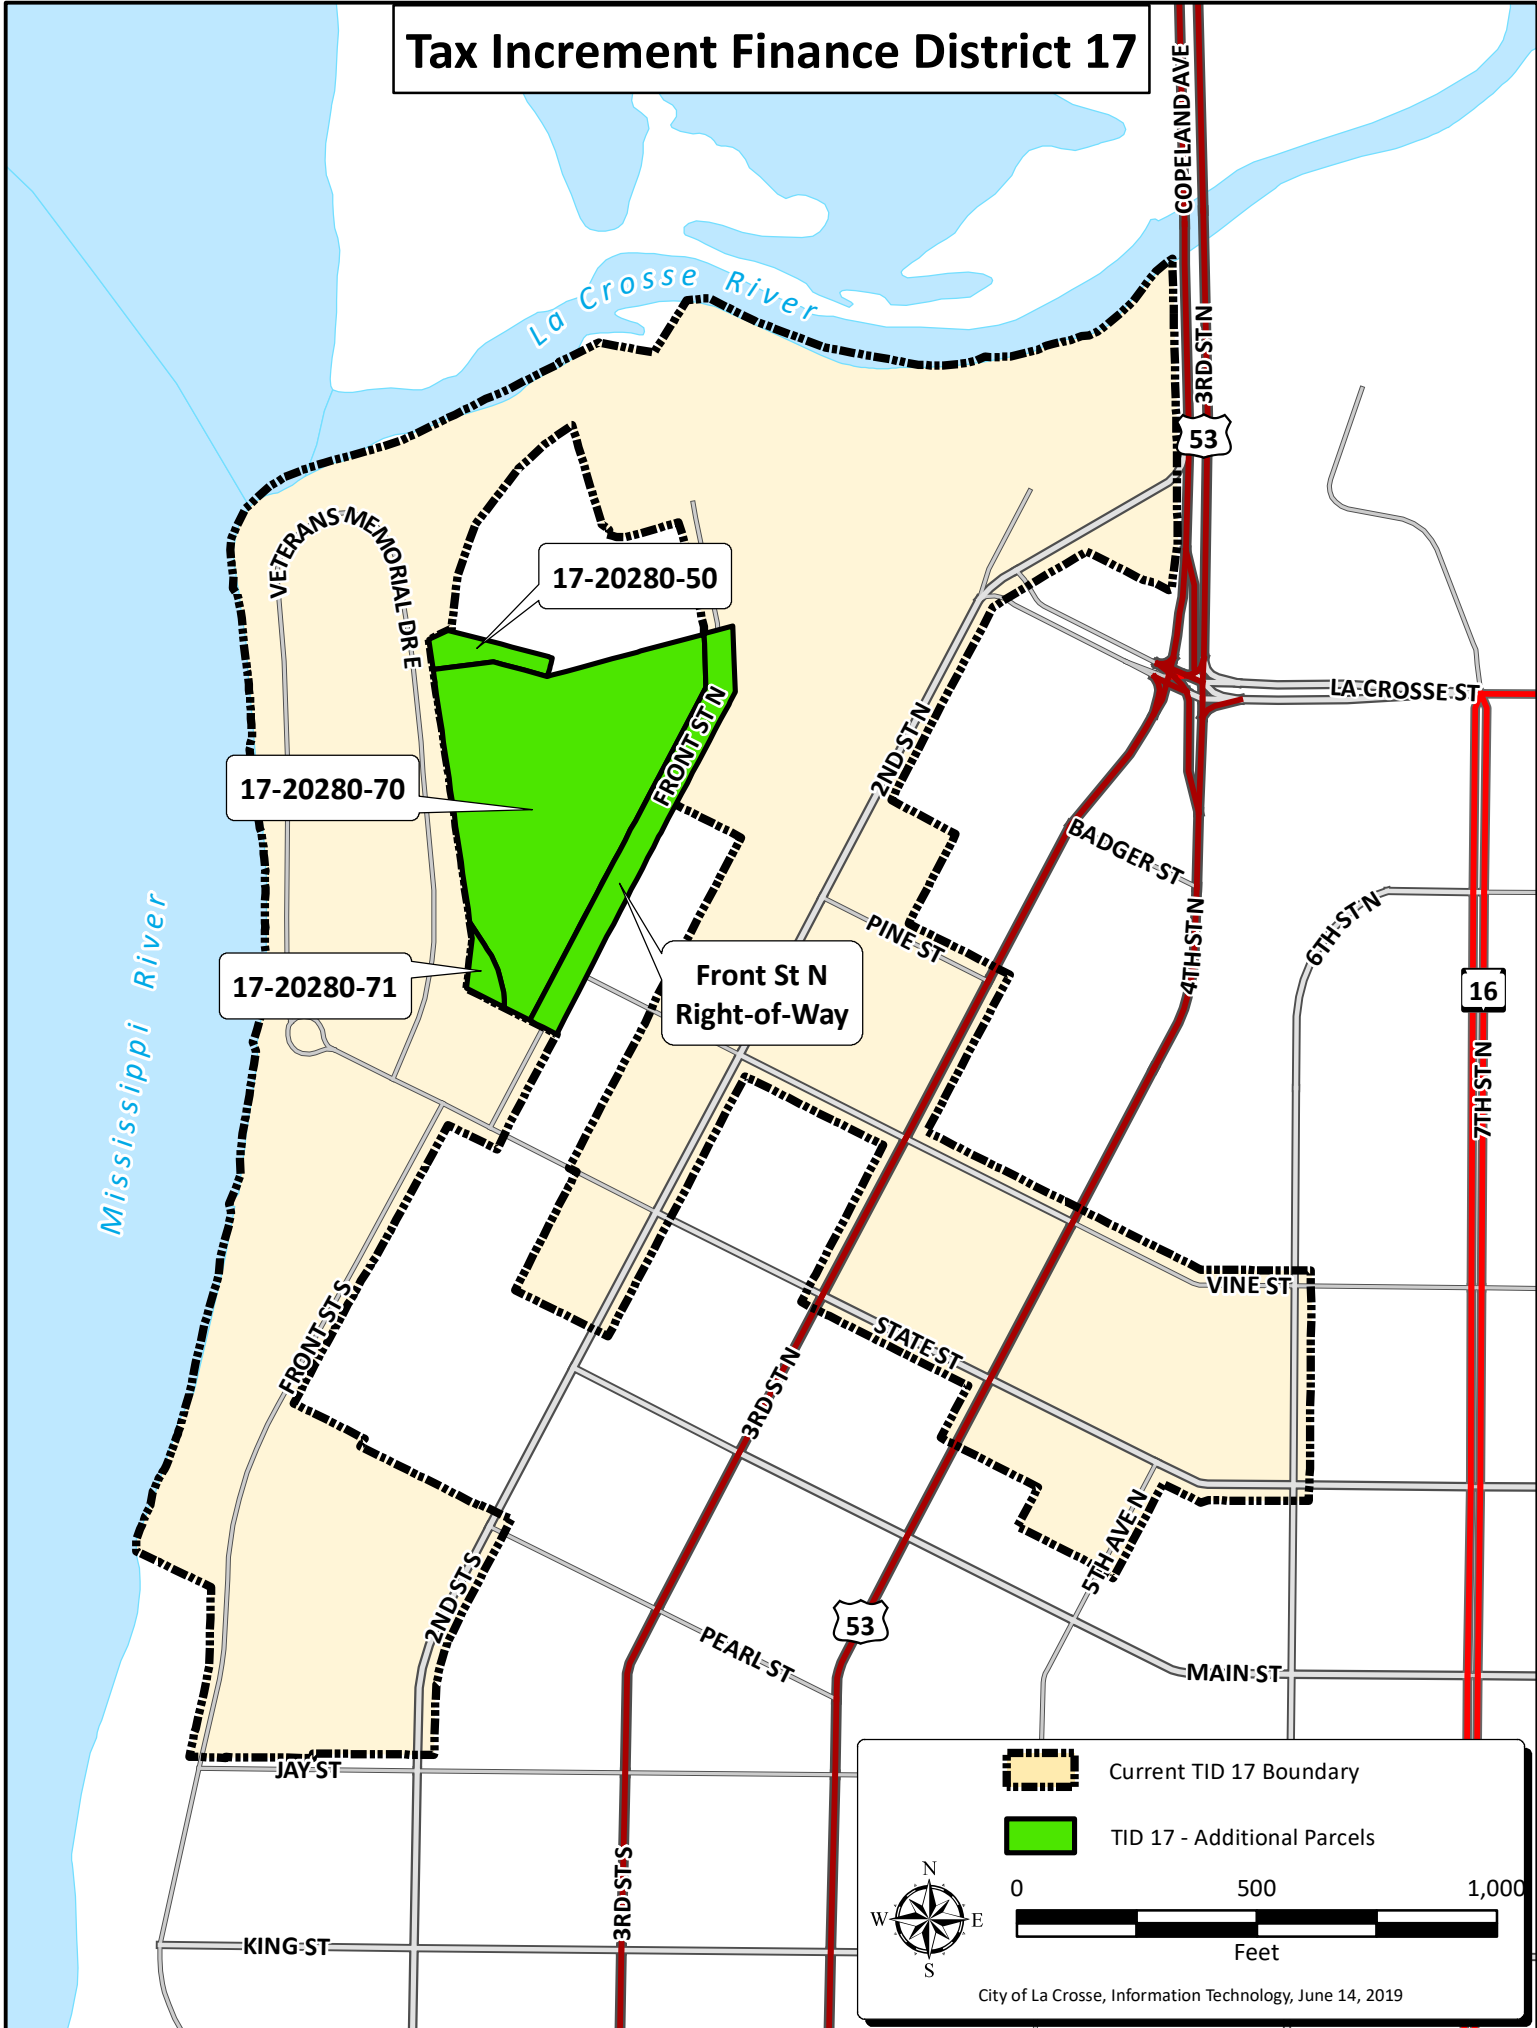 Tax Increment Finance District 17
COPELAND AVE
La Crosse River
3RD ST N
53
VETERANS MEMORIAL DR E
17-20280-50
LA CROSSE ST
FRONT ST N
2ND ST N
17-20280-70
BADGER ST
PINE ST
6TH ST N
4TH ST N
Mississippi River
17-20280-71
Front St N
Right-of-Way
16
7TH ST N
VINE ST
FRONT ST S
STATE ST
3RD ST N
5TH AVE N
2ND ST S
53
PEARL ST
MAIN ST
JAY ST
Current TID 17 Boundary
TID 17 - Additional Parcels
3RD ST S
N
W
E
S
0 500 1,000
Feet
KING ST
City of La Crosse, Information Technology, June 14, 2019